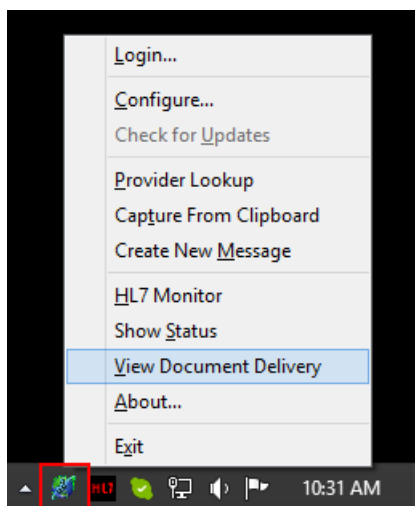 Login...
Configure...
Check for Updates
Provider Lookup
Capture From Clipboard
Create New Message
HL7 Monitor
Show Status
View Document Delivery
About...
Exit
HL7 10:31 AM